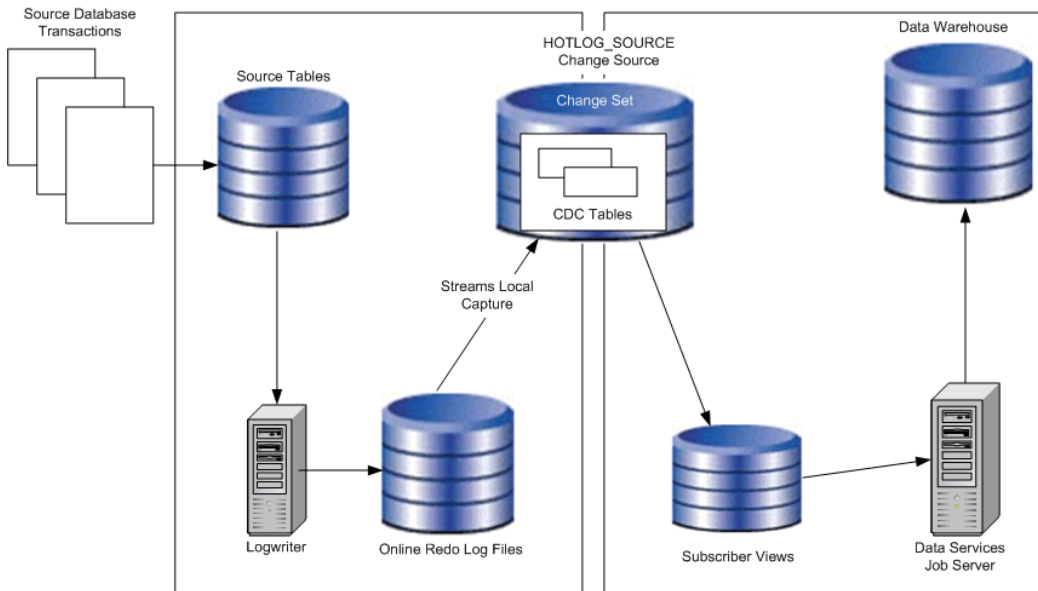 Source Database
Transactions
Source Tables
HOTLOG_SOURCE
Change Source
Change Set
CDC Tables
Data Warehouse
Streams Local
Capture
Logwriter
Online Redo Log Files
Subscriber Views
Data Services
Job Server